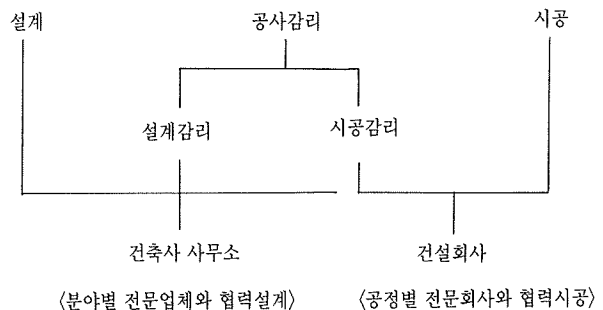 설계 공사감리 시공
설계감리 시공감리
건축사 사무소 건설회사
〈분야별 전문업체와 협력설계〉 〈공정별 전문회사와 협력시공〉